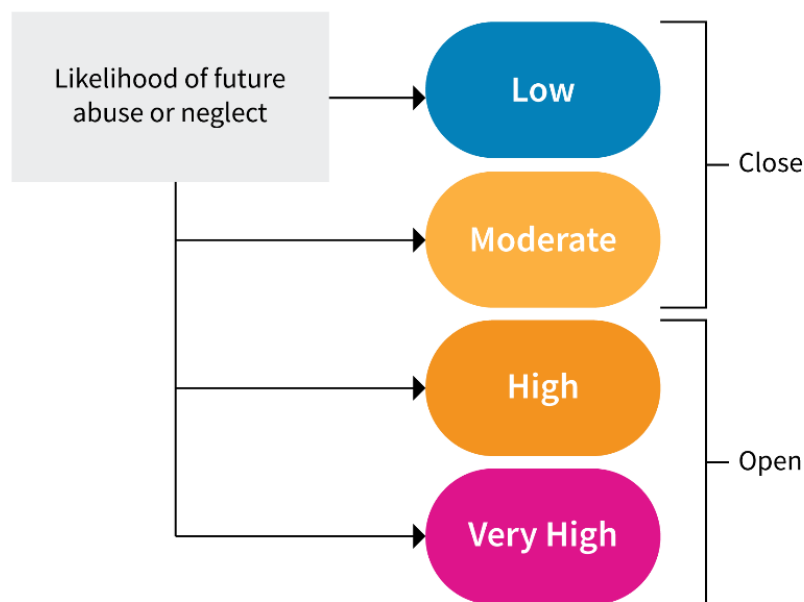 Likelihood of future
abuse or neglect
Low
Close
Moderate
High
Open
Very High